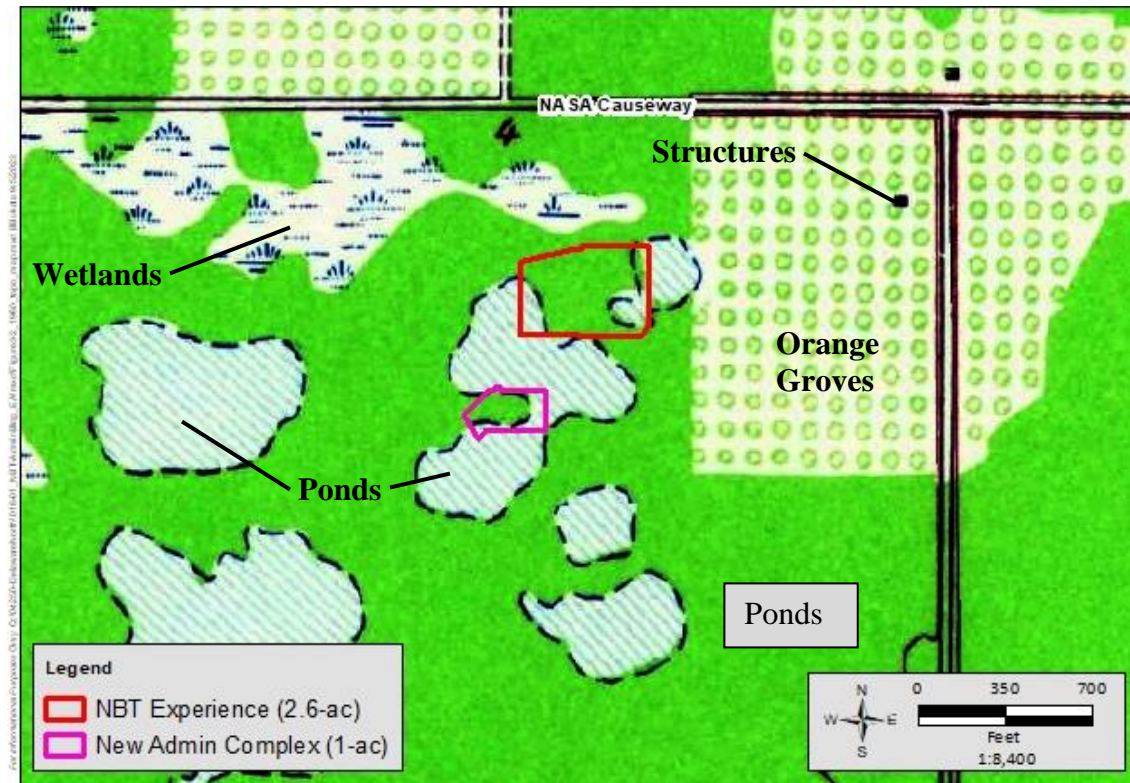 NASA Causeway
4
Structures
Wetlands
Orange
Groves
Ponds
Ponds
Legend
NBT Experience (2.6-ac)
New Admin Complex (1-ac)
N
W E
S
0 350 700
Feet
1:8,400